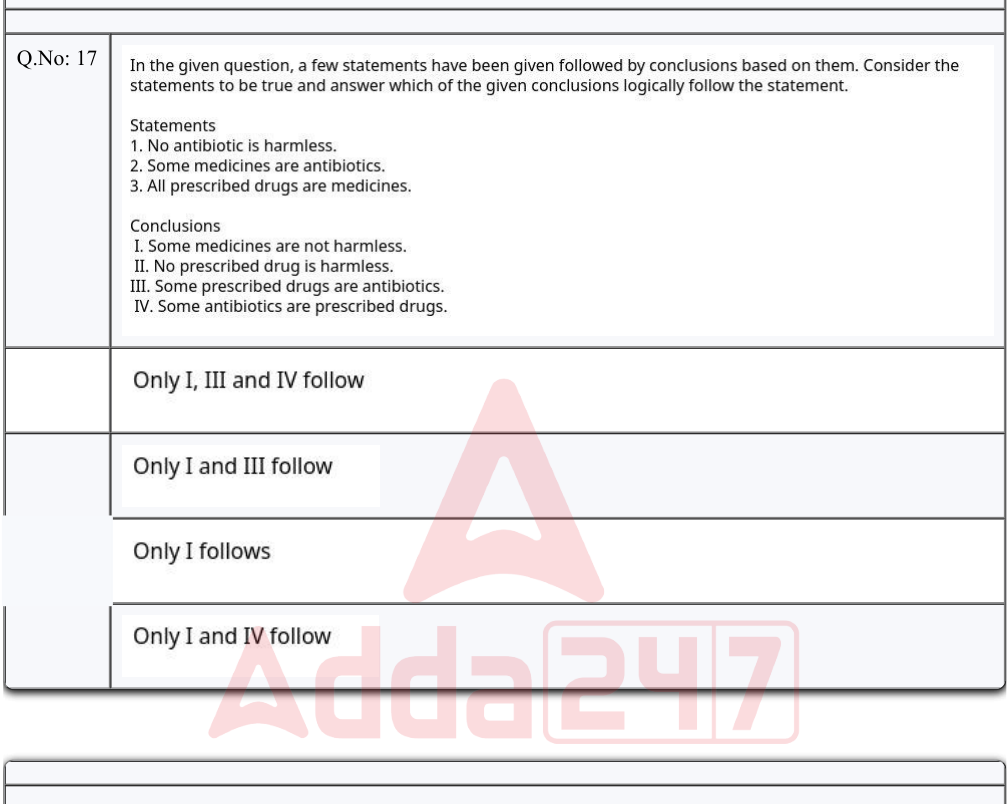 Q.No: 17
In the given question, a few statements have been given followed by conclusions based on them. Consider the
statements to be true and answer which of the given conclusions logically follow the statement.
Statements
1. No antibiotic is harmless.
2. Some medicines are antibiotics.
3. All prescribed drugs are medicines.
Conclusions
I. Some medicines are not harmless.
II. No prescribed drug is harmless.
III. Some prescribed drugs are antibiotics.
IV. Some antibiotics are prescribed drugs.
Only I, III and IV follow
Only I and III follow
Only I follows
Only I and IV follow
Adda247